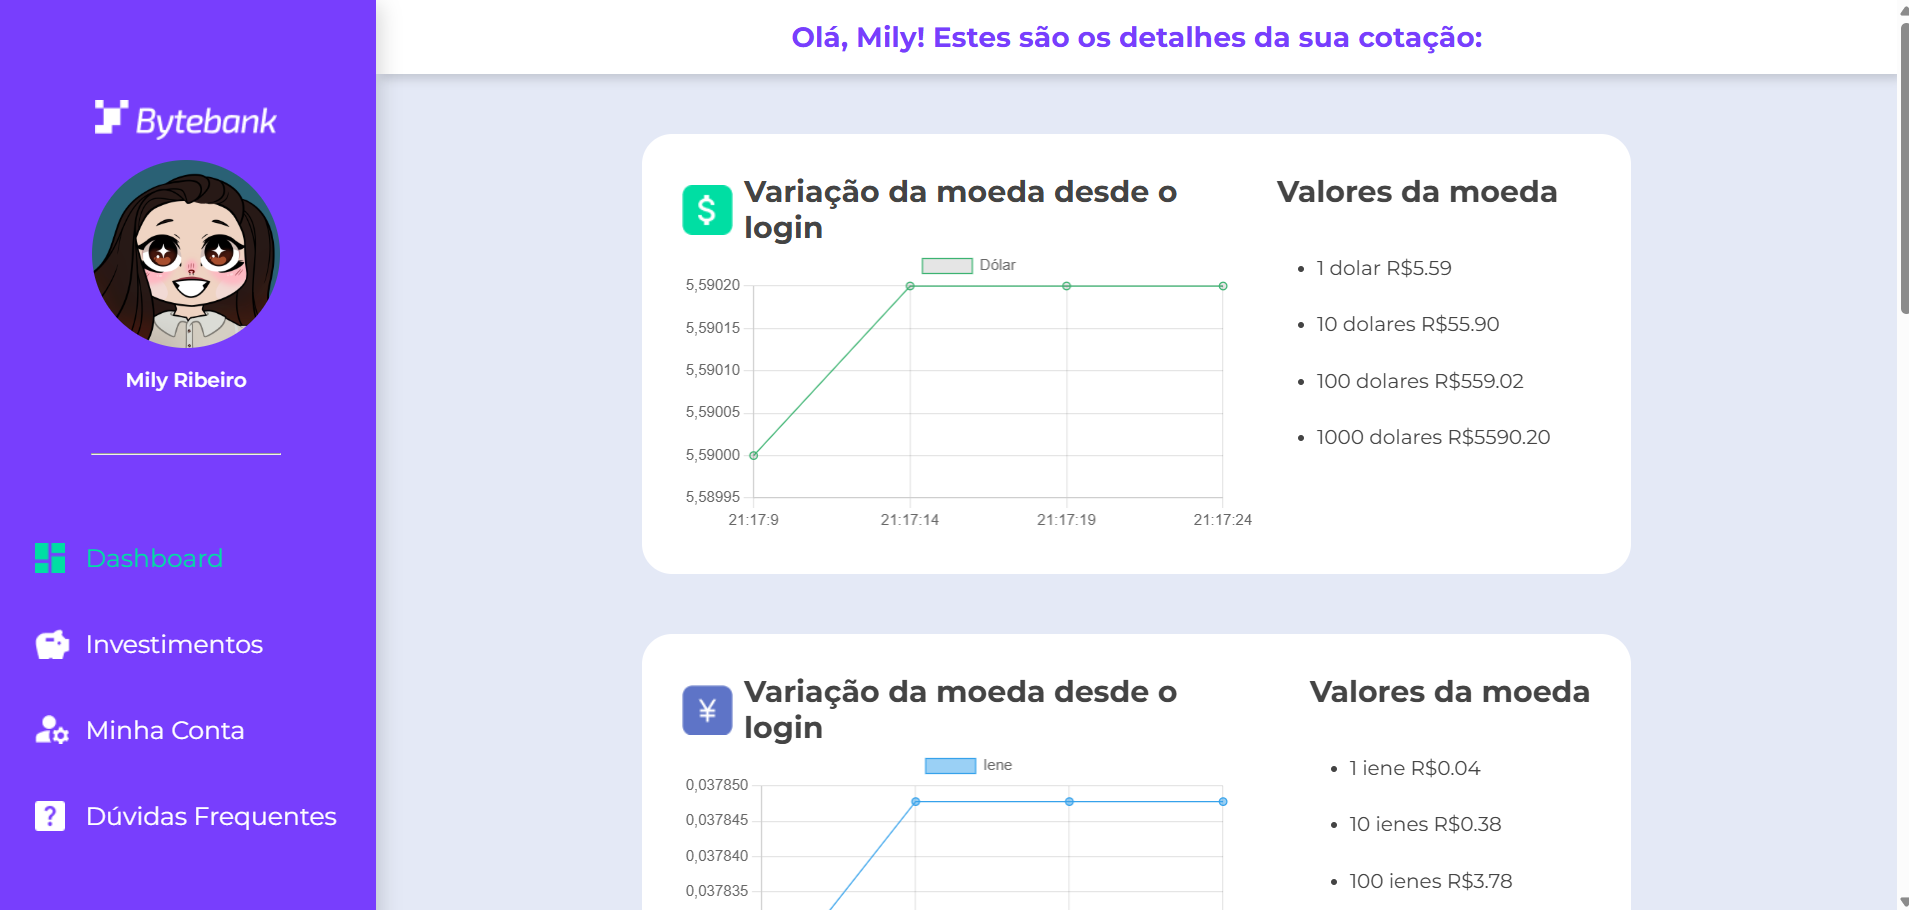 Olá, Mily! Estes são os detalhes da sua cotação:
Bytebank
Mily Ribeiro
Dashboard
Investimentos
Minha Conta
?
Dúvidas Frequentes
$
Variação da moeda desde o
login
Dólar
5,59020
5,59015
5,59010
5,59005
5,59000
5,58995
21:17:9 21:17:14 21:17:19 21:17:24
Valores da moeda
• 1 dolar R$5.59
• 10 dolares R$55.90
• 100 dolares R$559.02
• 1000 dolares R$5590.20
¥
Variação da moeda desde o
login
Iene
0,037850
0,037845
0,037840
0,037835
Valores da moeda
• 1 iene R$0.04
• 10 ienes R$0.38
• 100 ienes R$3.78